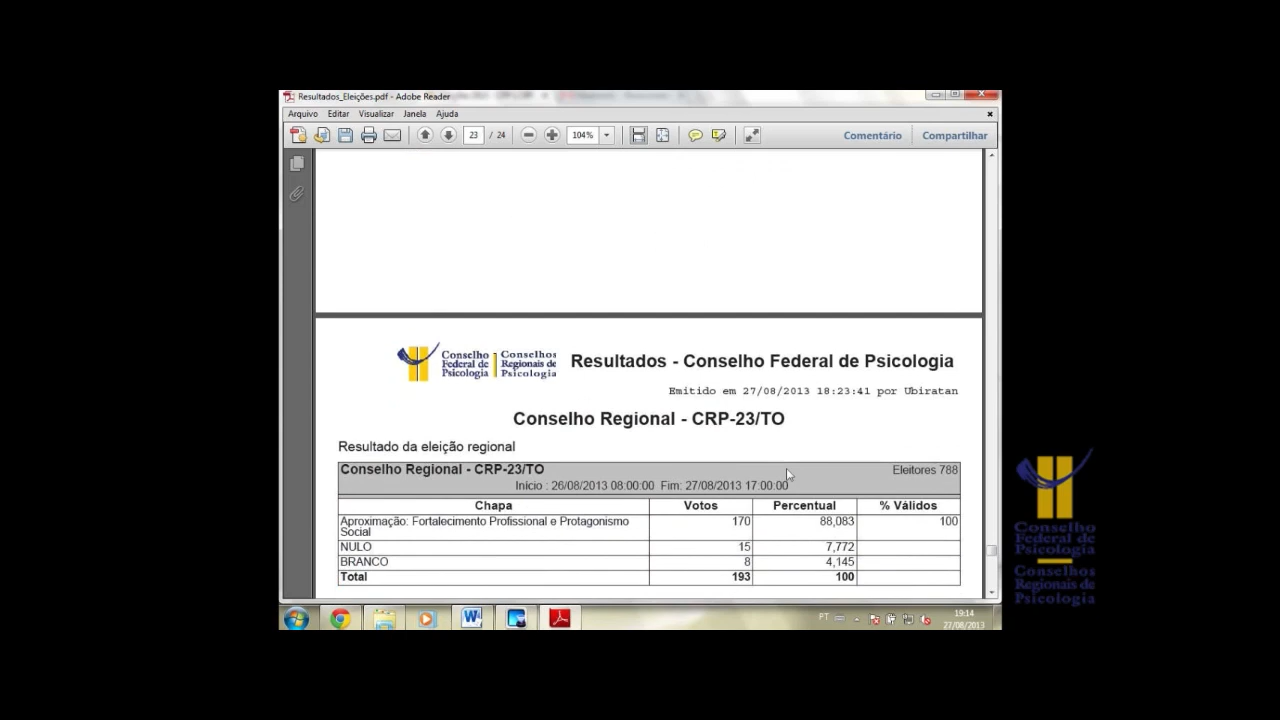 Resultados_Eleições.pdf - Adobe Reader
Arquivo Editar Visualizar Janela Ajuda
23 / 24 104% Comentário Compartilhar
Conselho Federal de Psicologia
Conselhos Regionais de Psicologia
Resultados - Conselho Federal de Psicologia
Emitido em 27/08/2013 18:23:41 por Ubiratan
Conselho Regional - CRP-23/TO
Resultado da eleição regional
Conselho Regional - CRP-23/TO Eleitores 788
Início : 26/08/2013 08:00:00 Fim: 27/08/2013 17:00:00
Chapa Votos Percentual % Válidos
Aproximação: Fortalecimento Profissional e Protagonismo 170 88,083 100
Social
NULO 15 7,772
BRANCO 8 4,145
Total 193 100
PT 19:14
27/08/2013
Conselho
Federal de
Psicologia
Conselhos
Regionais de
Psicologia